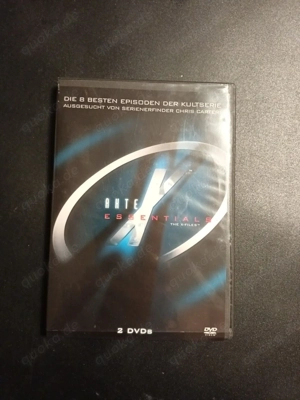 DIE 8 BESTEN EPISODEN DER KULTSERIE
AUSGESUCHT VON SERIENERFINDER CHRIS CARTER
AKTE X
ESSENTIALS
THE X-FILES
2 DVDs
DVD